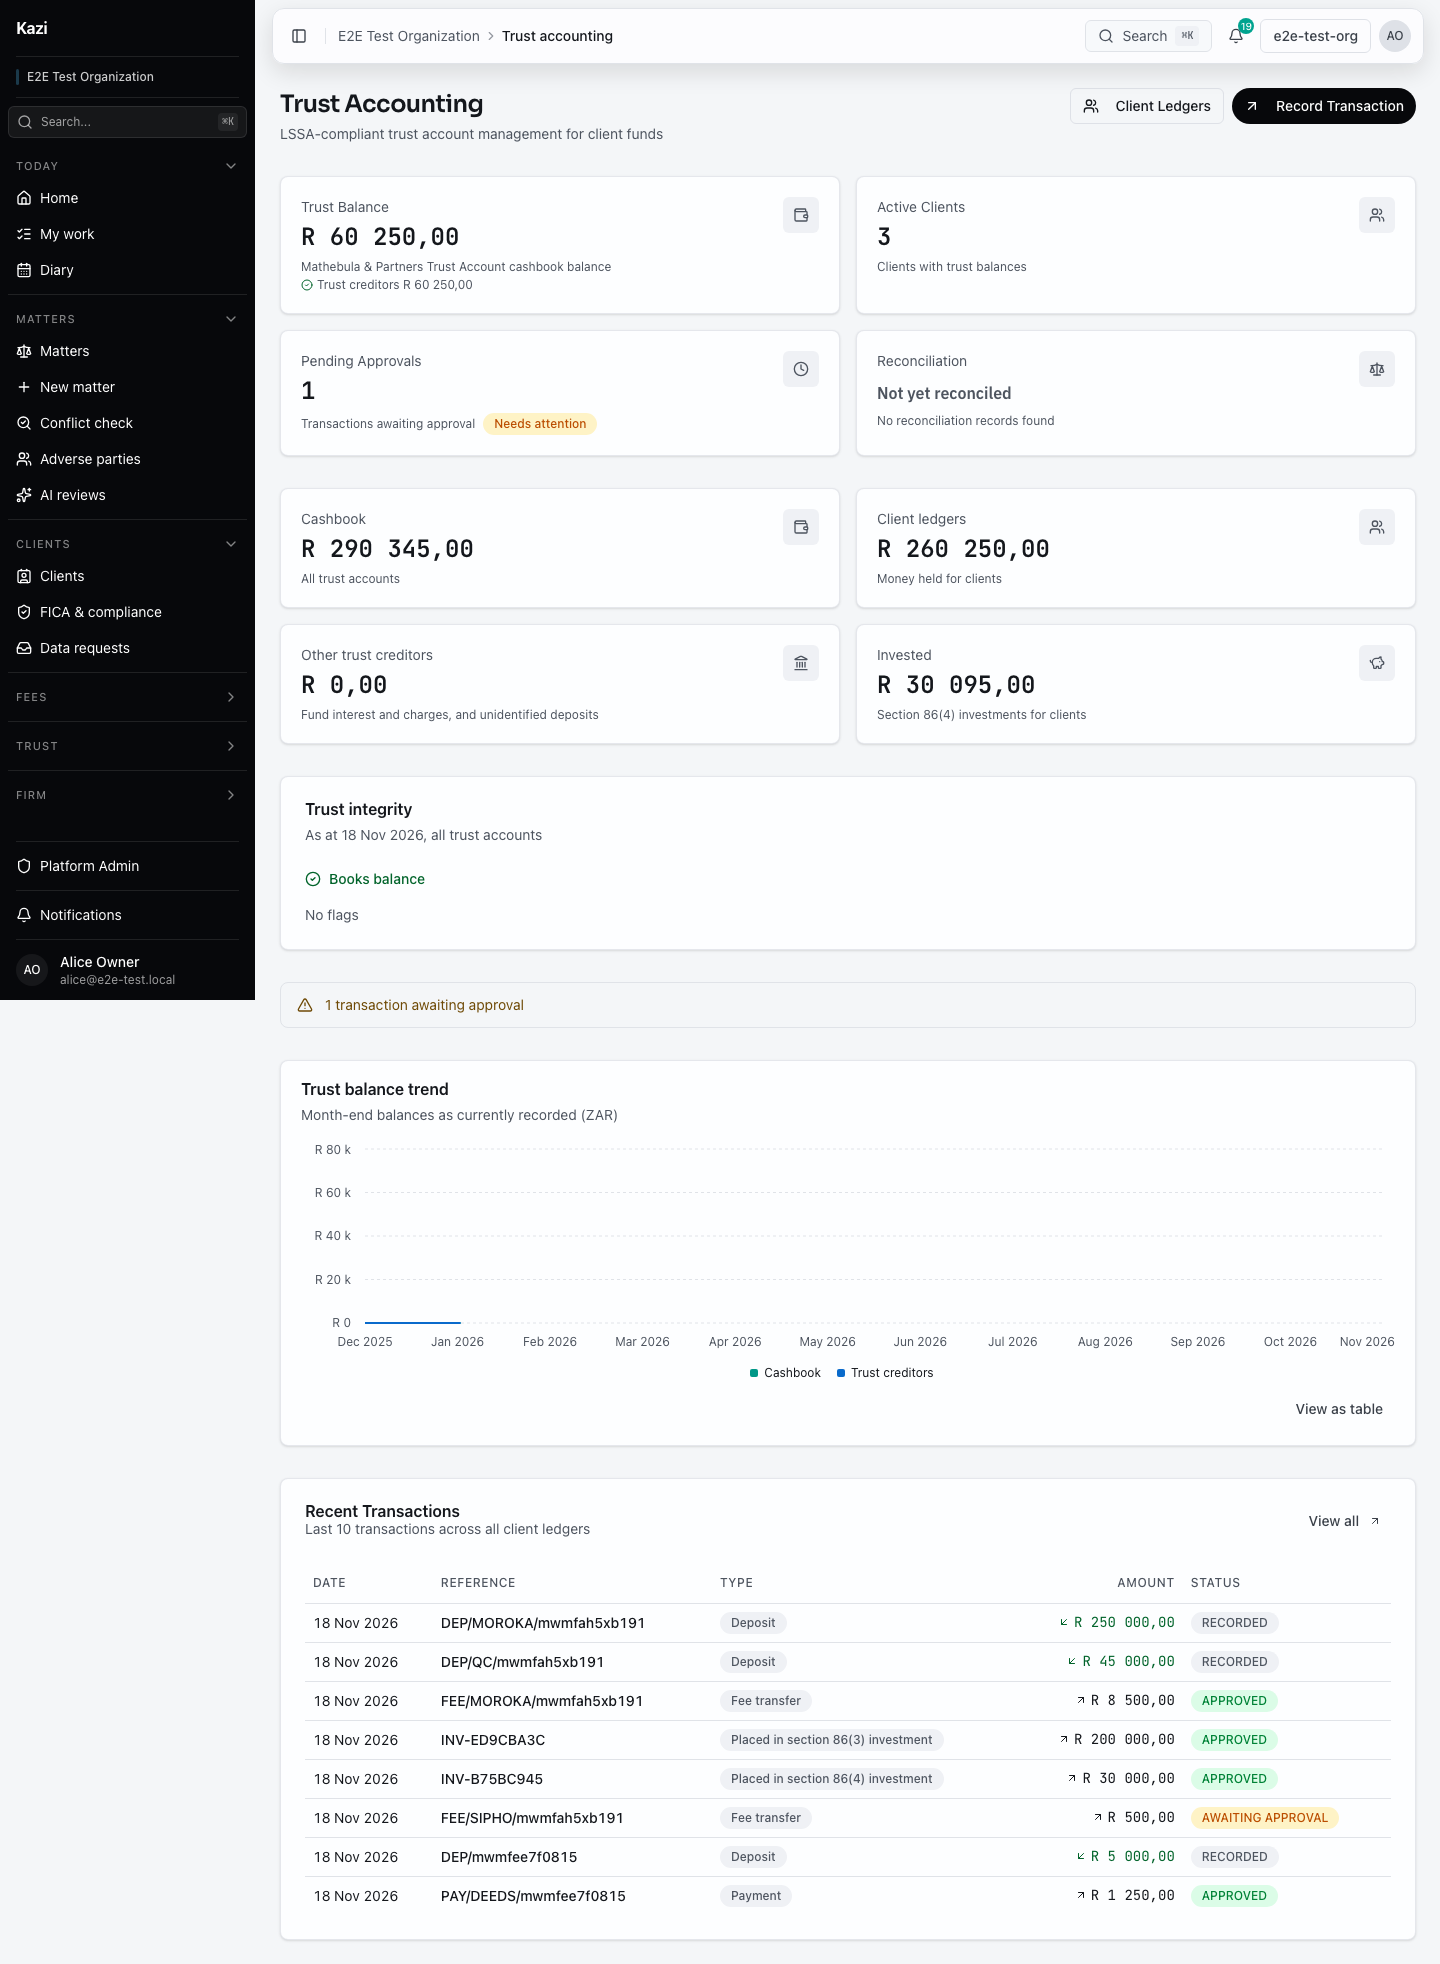 Kazi
E2E Test Organization
Search... ⌘K
TODAY
Home
My work
Diary
MATTERS
Matters
New matter
Conflict check
Adverse parties
AI reviews
CLIENTS
Clients
FICA & compliance
Data requests
FEES
TRUST
FIRM
Platform Admin
Notifications
AO
Alice Owner
alice@e2e-test.local
E2E Test Organization > Trust accounting
Search ⌘K
19
e2e-test-org
AO
Trust Accounting
LSSA-compliant trust account management for client funds
Client Ledgers
Record Transaction
Trust Balance
R 60 250,00
Mathebula & Partners Trust Account cashbook balance
Trust creditors R 60 250,00
Active Clients
3
Clients with trust balances
Pending Approvals
1
Transactions awaiting approval Needs attention
Reconciliation
Not yet reconciled
No reconciliation records found
Cashbook
R 290 345,00
All trust accounts
Client ledgers
R 260 250,00
Money held for clients
Other trust creditors
R 0,00
Fund interest and charges, and unidentified deposits
Invested
R 30 095,00
Section 86(4) investments for clients
Trust integrity
As at 18 Nov 2026, all trust accounts
Books balance
No flags
1 transaction awaiting approval
Trust balance trend
Month-end balances as currently recorded (ZAR)
R 80 k
R 60 k
R 40 k
R 20 k
R 0
Dec 2025 Jan 2026 Feb 2026 Mar 2026 Apr 2026 May 2026 Jun 2026 Jul 2026 Aug 2026 Sep 2026 Oct 2026 Nov 2026
Cashbook Trust creditors
View as table
Recent Transactions
Last 10 transactions across all client ledgers
View all
DATE REFERENCE TYPE AMOUNT STATUS
18 Nov 2026 DEP/MOROKA/mwmfah5xb191 Deposit R 250 000,00 RECORDED
18 Nov 2026 DEP/QC/mwmfah5xb191 Deposit R 45 000,00 RECORDED
18 Nov 2026 FEE/MOROKA/mwmfah5xb191 Fee transfer R 8 500,00 APPROVED
18 Nov 2026 INV-ED9CBA3C Placed in section 86(3) investment R 200 000,00 APPROVED
18 Nov 2026 INV-B75BC945 Placed in section 86(4) investment R 30 000,00 APPROVED
18 Nov 2026 FEE/SIPHO/mwmfah5xb191 Fee transfer R 500,00 AWAITING APPROVAL
18 Nov 2026 DEP/mwmfee7f0815 Deposit R 5 000,00 RECORDED
18 Nov 2026 PAY/DEEDS/mwmfee7f0815 Payment R 1 250,00 APPROVED